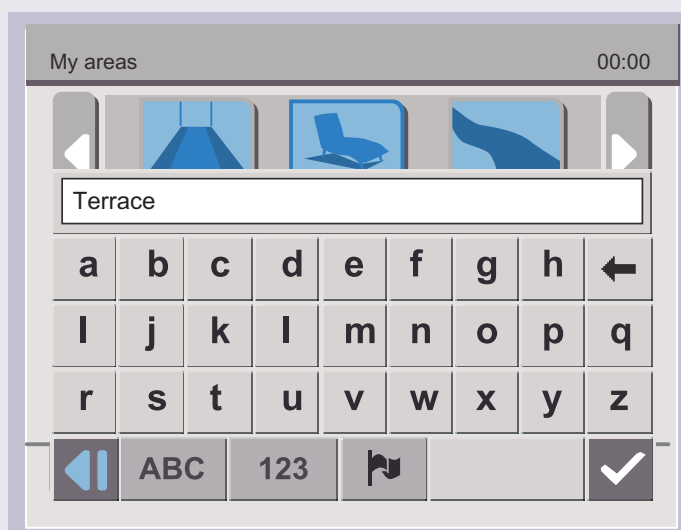 My areas 00:00
Terrace
a b c d e f g h
l j k l m n o p q
r s t u v w x y z
ABC 123